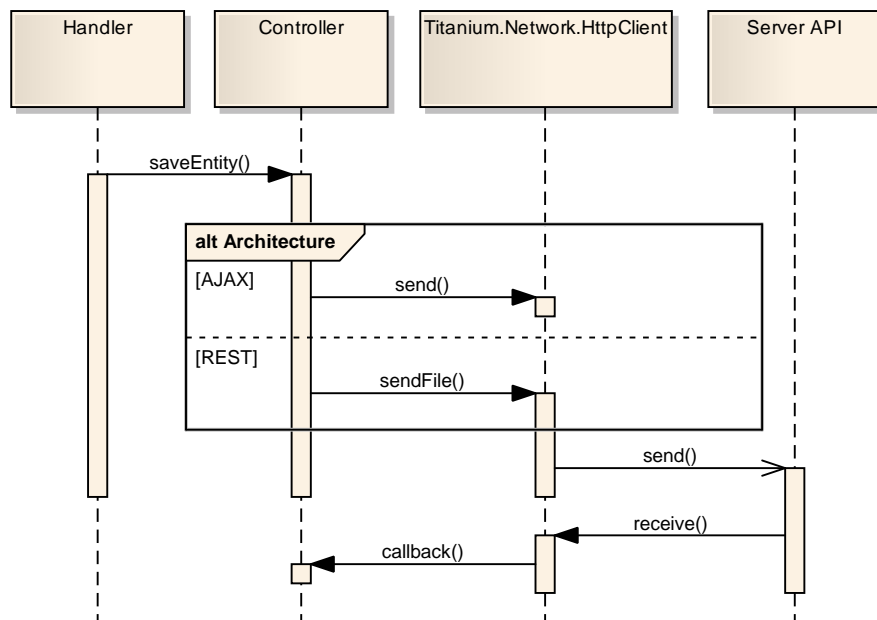 Handler
Controller
Titanium.Network.HttpClient
Server API
saveEntity()
alt Architecture
[AJAX]
send()
[REST]
sendFile()
send()
receive()
callback()